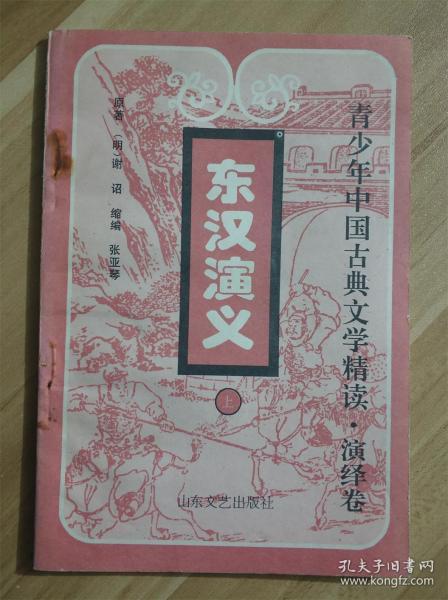 青少年中国古典文学精读·演绎卷
东汉演义
上
原著（明）谢 诏 缩编 张亚琴
山东文艺出版社
孔夫子旧书网
www.kongfz.com